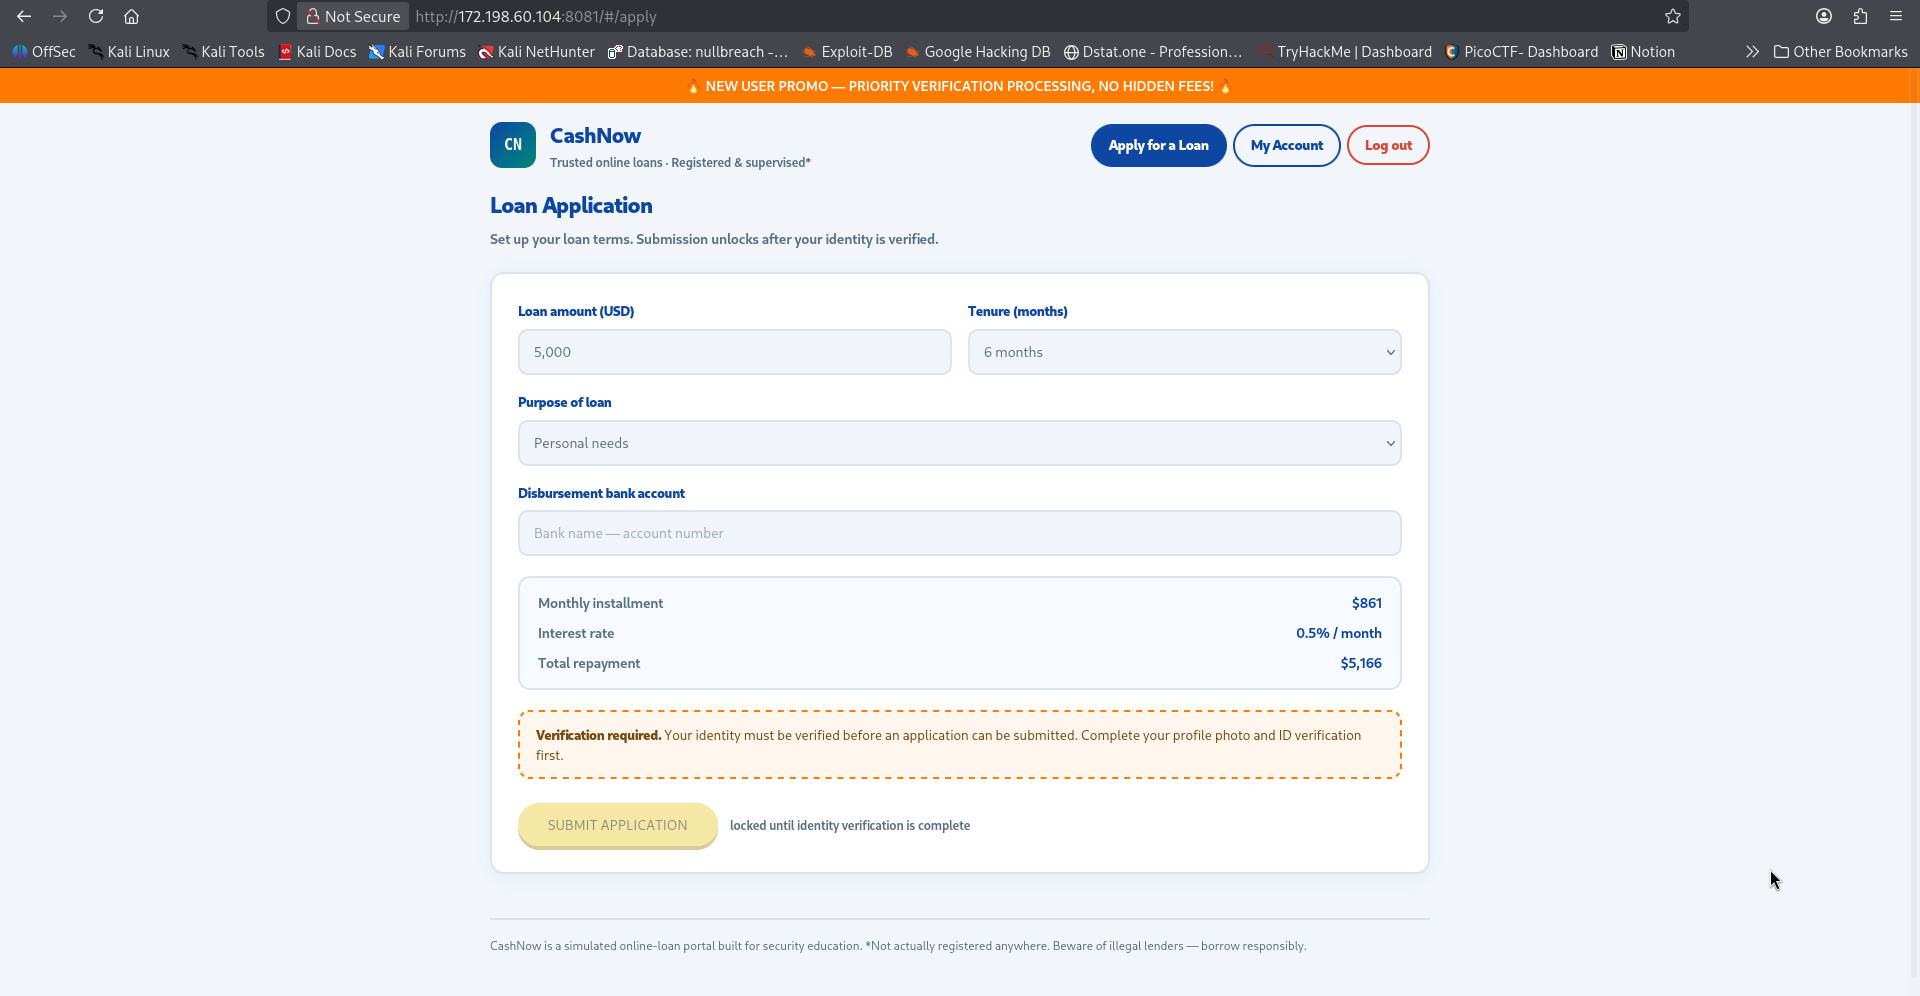 Not Secure http://172.198.60.104:8081/#/apply
OffSec Kali Linux Kali Tools Kali Docs Kali Forums Kali NetHunter Database: nullbreach -... Exploit-DB Google Hacking DB Dstat.one - Profession... TryHackMe | Dashboard PicoCTF- Dashboard Notion Other Bookmarks
🔥 NEW USER PROMO — PRIORITY VERIFICATION PROCESSING, NO HIDDEN FEES! 🔥
CN CashNow
Trusted online loans · Registered & supervised*
Apply for a Loan My Account Log out
Loan Application
Set up your loan terms. Submission unlocks after your identity is verified.
Loan amount (USD) Tenure (months)
5,000 6 months
Purpose of loan
Personal needs
Disbursement bank account
Bank name — account number
Monthly installment $861
Interest rate 0.5% / month
Total repayment $5,166
Verification required. Your identity must be verified before an application can be submitted. Complete your profile photo and ID verification
first.
SUBMIT APPLICATION locked until identity verification is complete
CashNow is a simulated online-loan portal built for security education. *Not actually registered anywhere. Beware of illegal lenders — borrow responsibly.